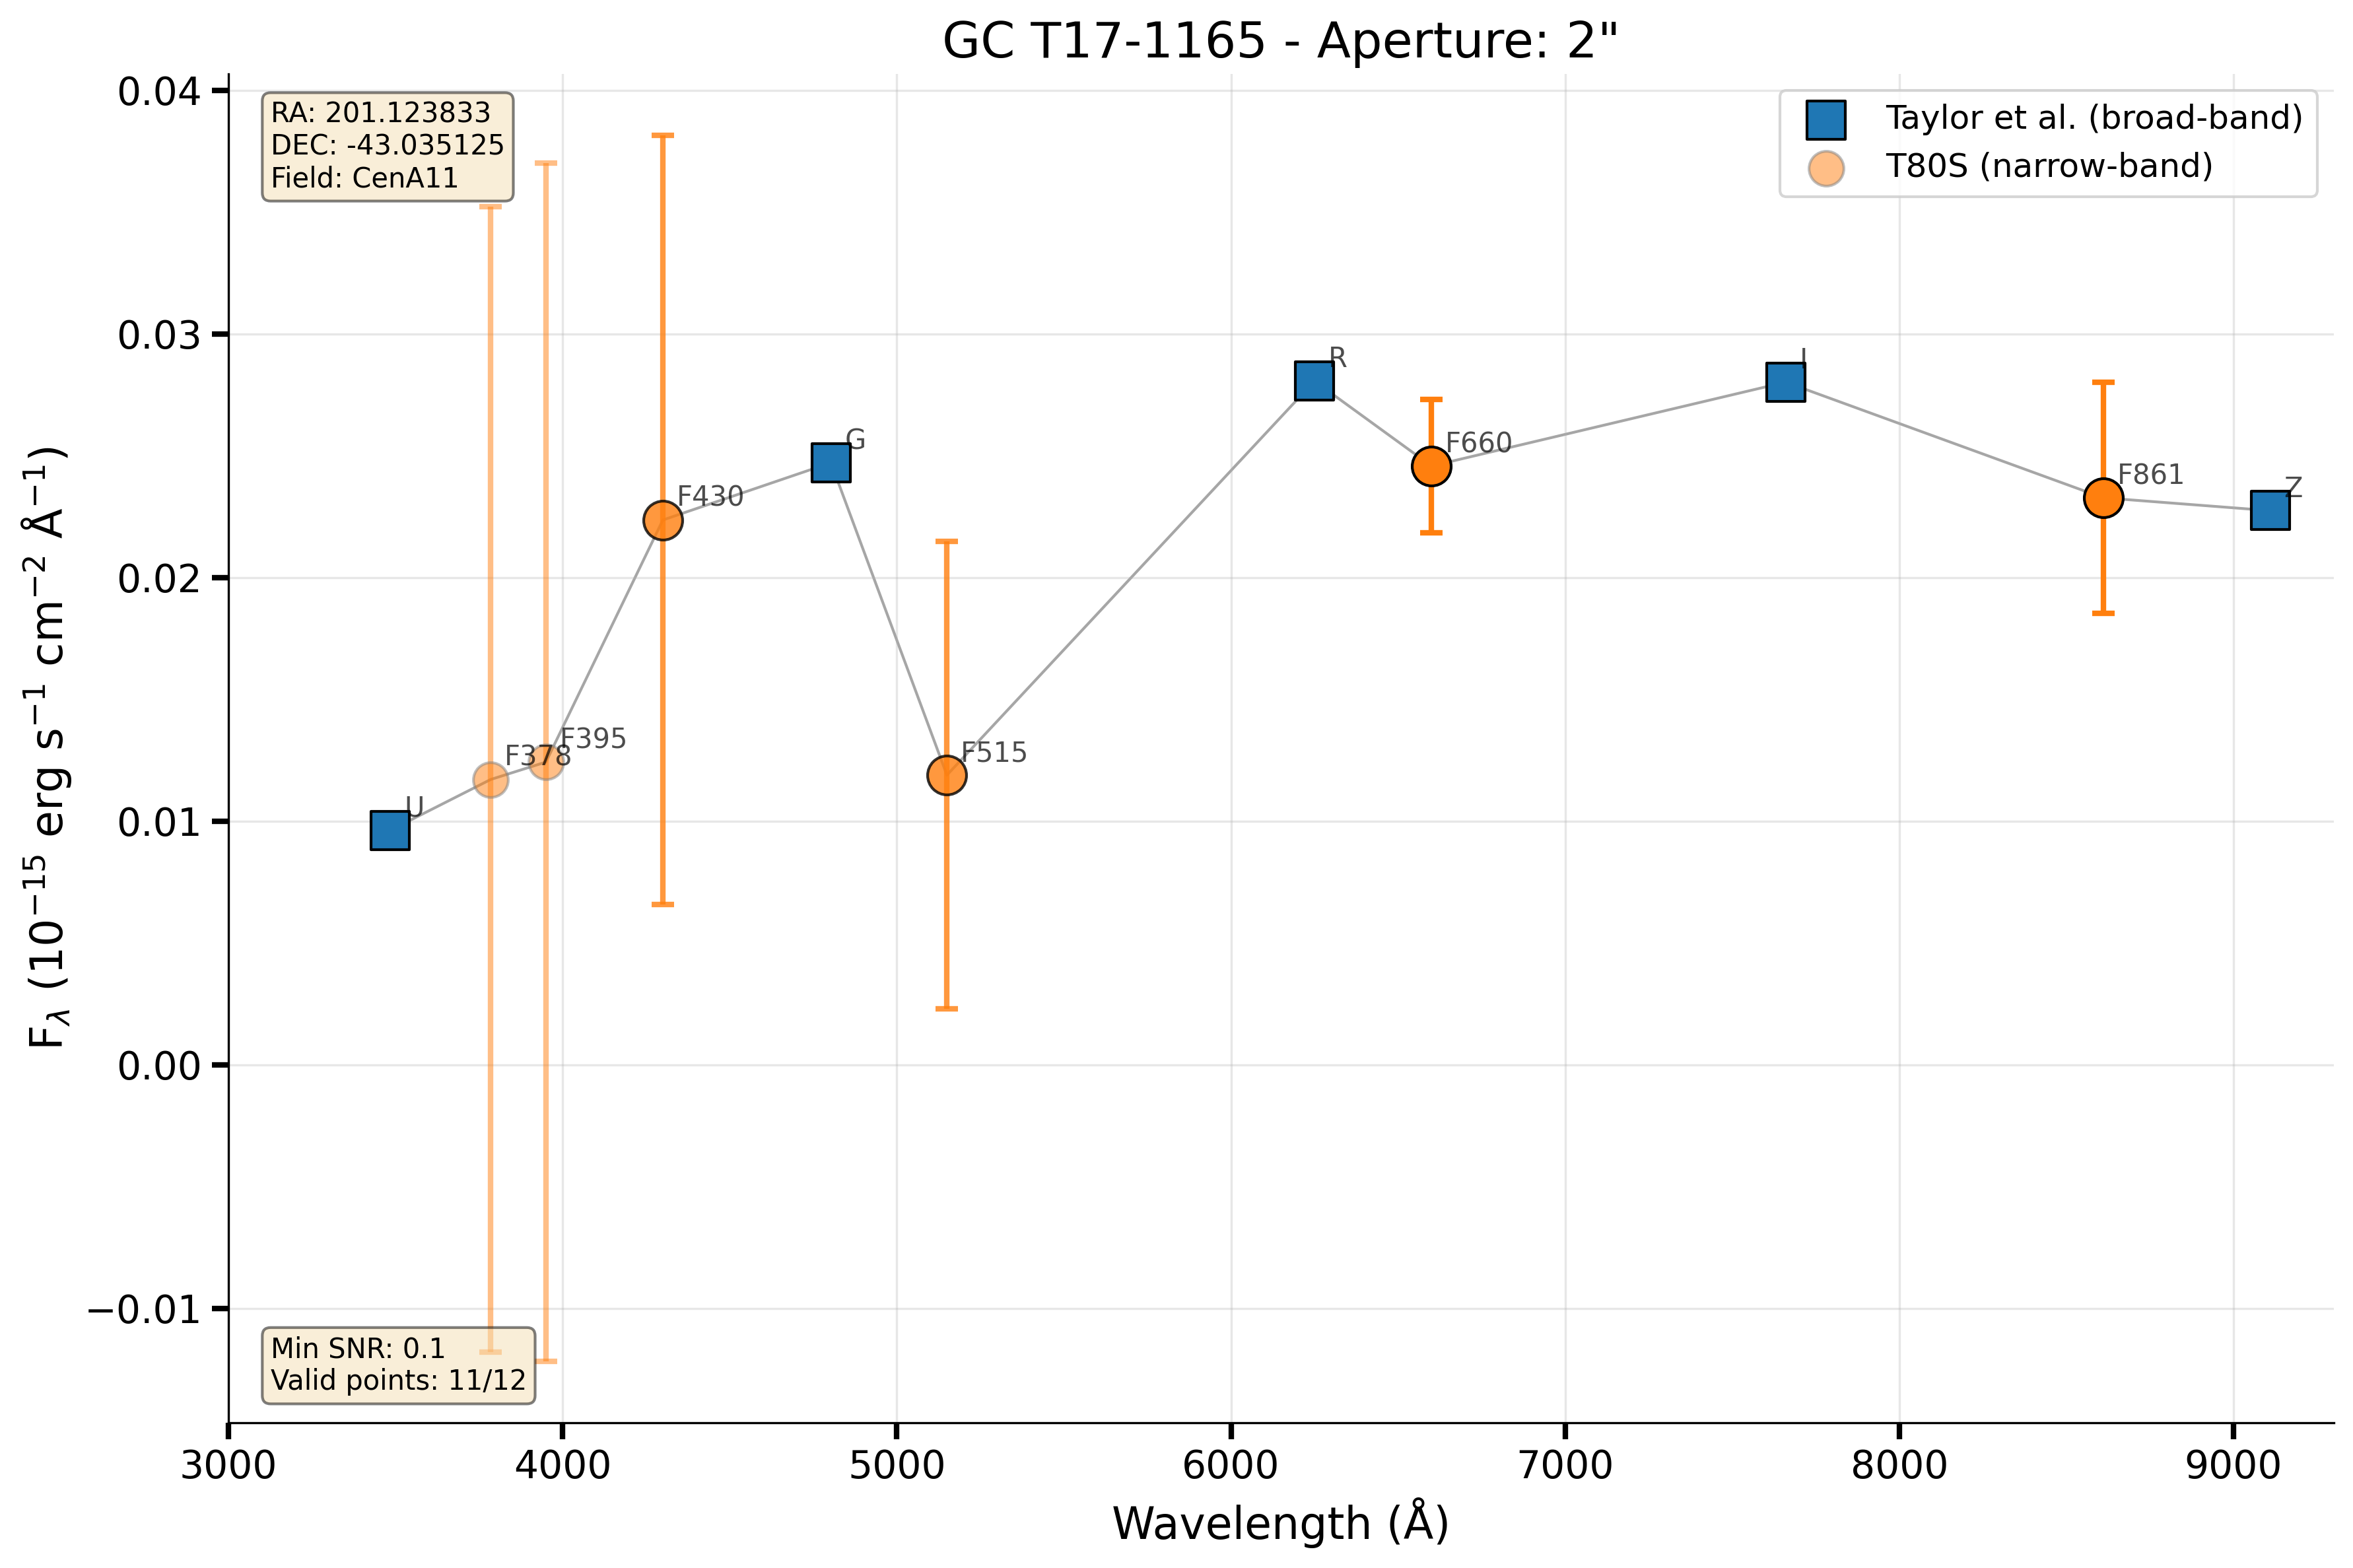 GC T17-1165 - Aperture: 2"
RA: 201.123833
DEC: -43.035125
Field: CenA11
Taylor et al. (broad-band)
T80S (narrow-band)
0.04
0.03
0.02
0.01
0.00
−0.01
F_λ (10⁻¹⁵ erg s⁻¹ cm⁻² Å⁻¹)
U
F378
F395
F430
G
F515
R
F660
I
F861
Z
Min SNR: 0.1
Valid points: 11/12
3000 4000 5000 6000 7000 8000 9000
Wavelength (Å)